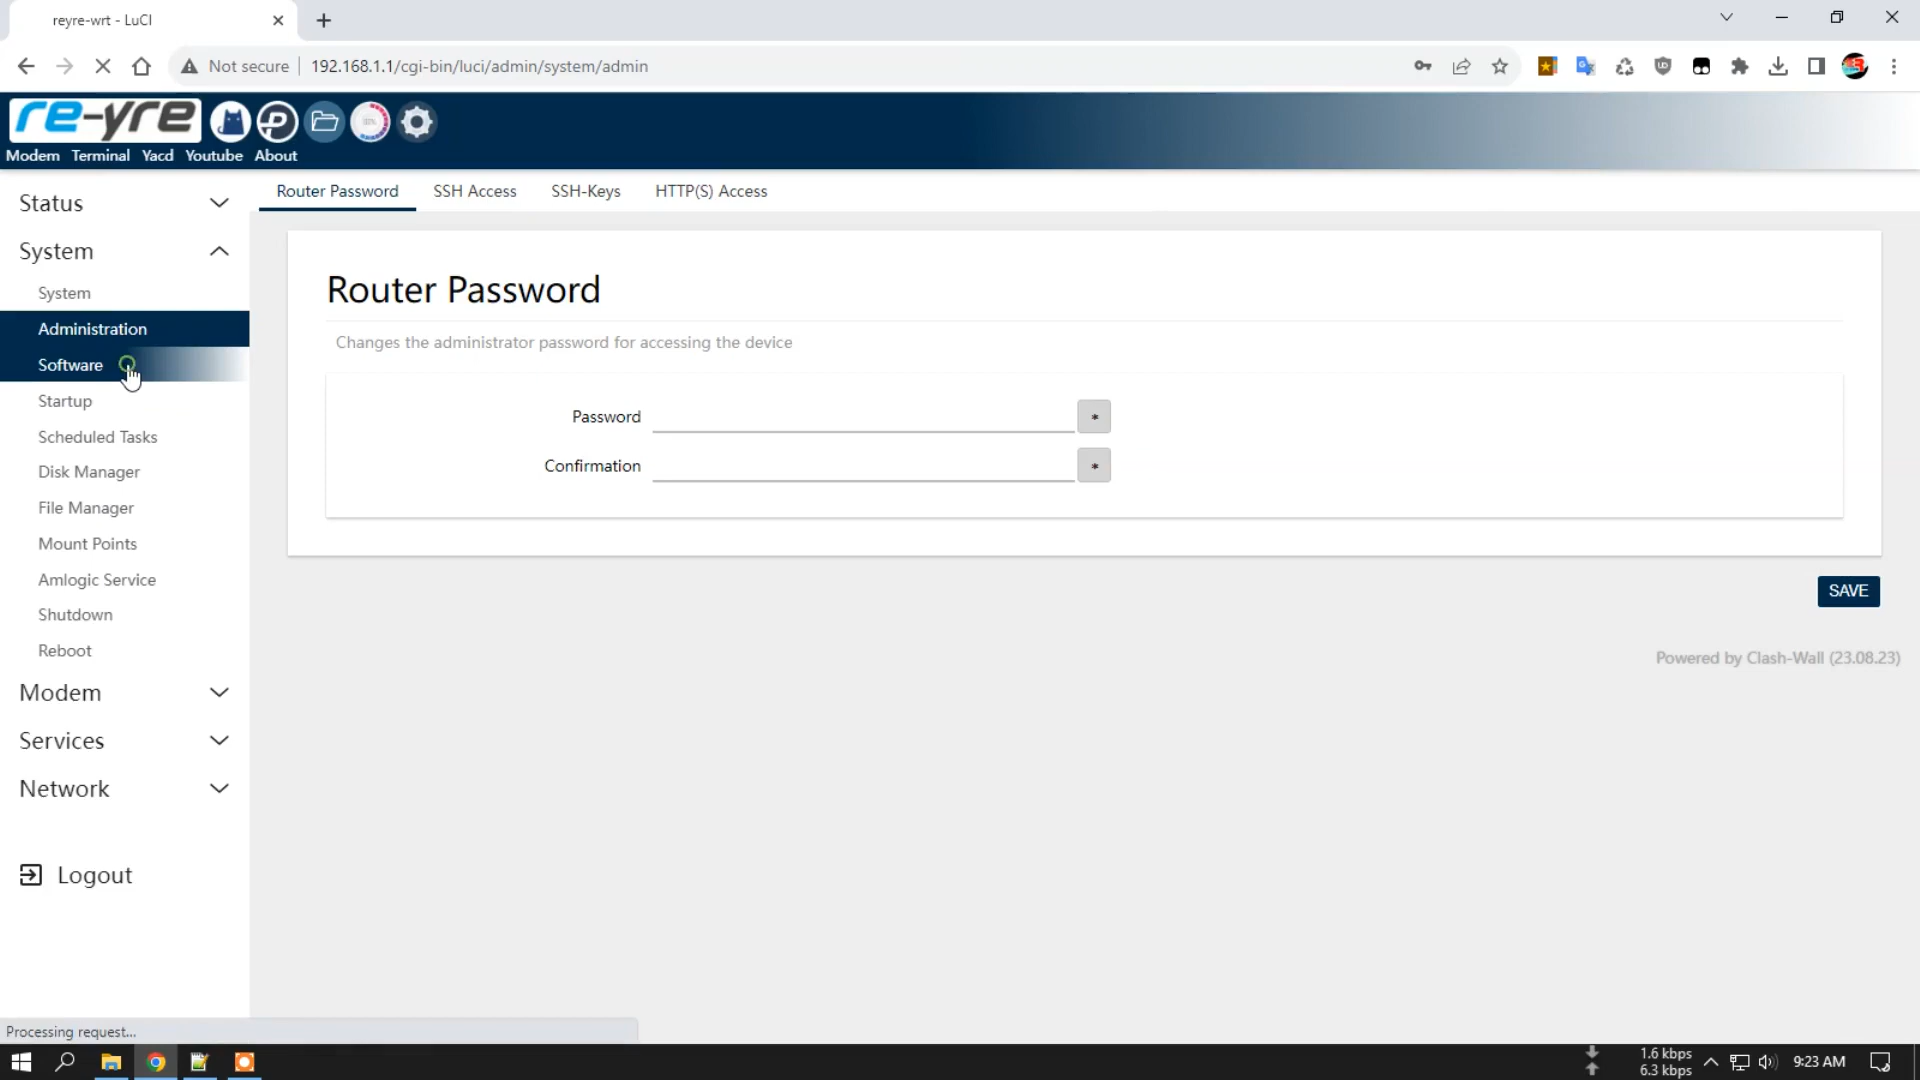 reyre-wrt - LuCI
Not secure
192.168.1.1/cgi-bin/luci/admin/system/admin
re-yre
Modem Terminal Yacd Youtube About
Status
System
System
Administration
Software
Startup
Scheduled Tasks
Disk Manager
File Manager
Mount Points
Amlogic Service
Shutdown
Reboot
Modem
Services
Network
Logout
Router Password SSH Access SSH-Keys HTTP(S) Access
Router Password
Changes the administrator password for accessing the device
Password *
Confirmation *
SAVE
Powered by Clash-Wall (23.08.23)
Processing request...
1.6 kbps
6.3 kbps
9:23 AM